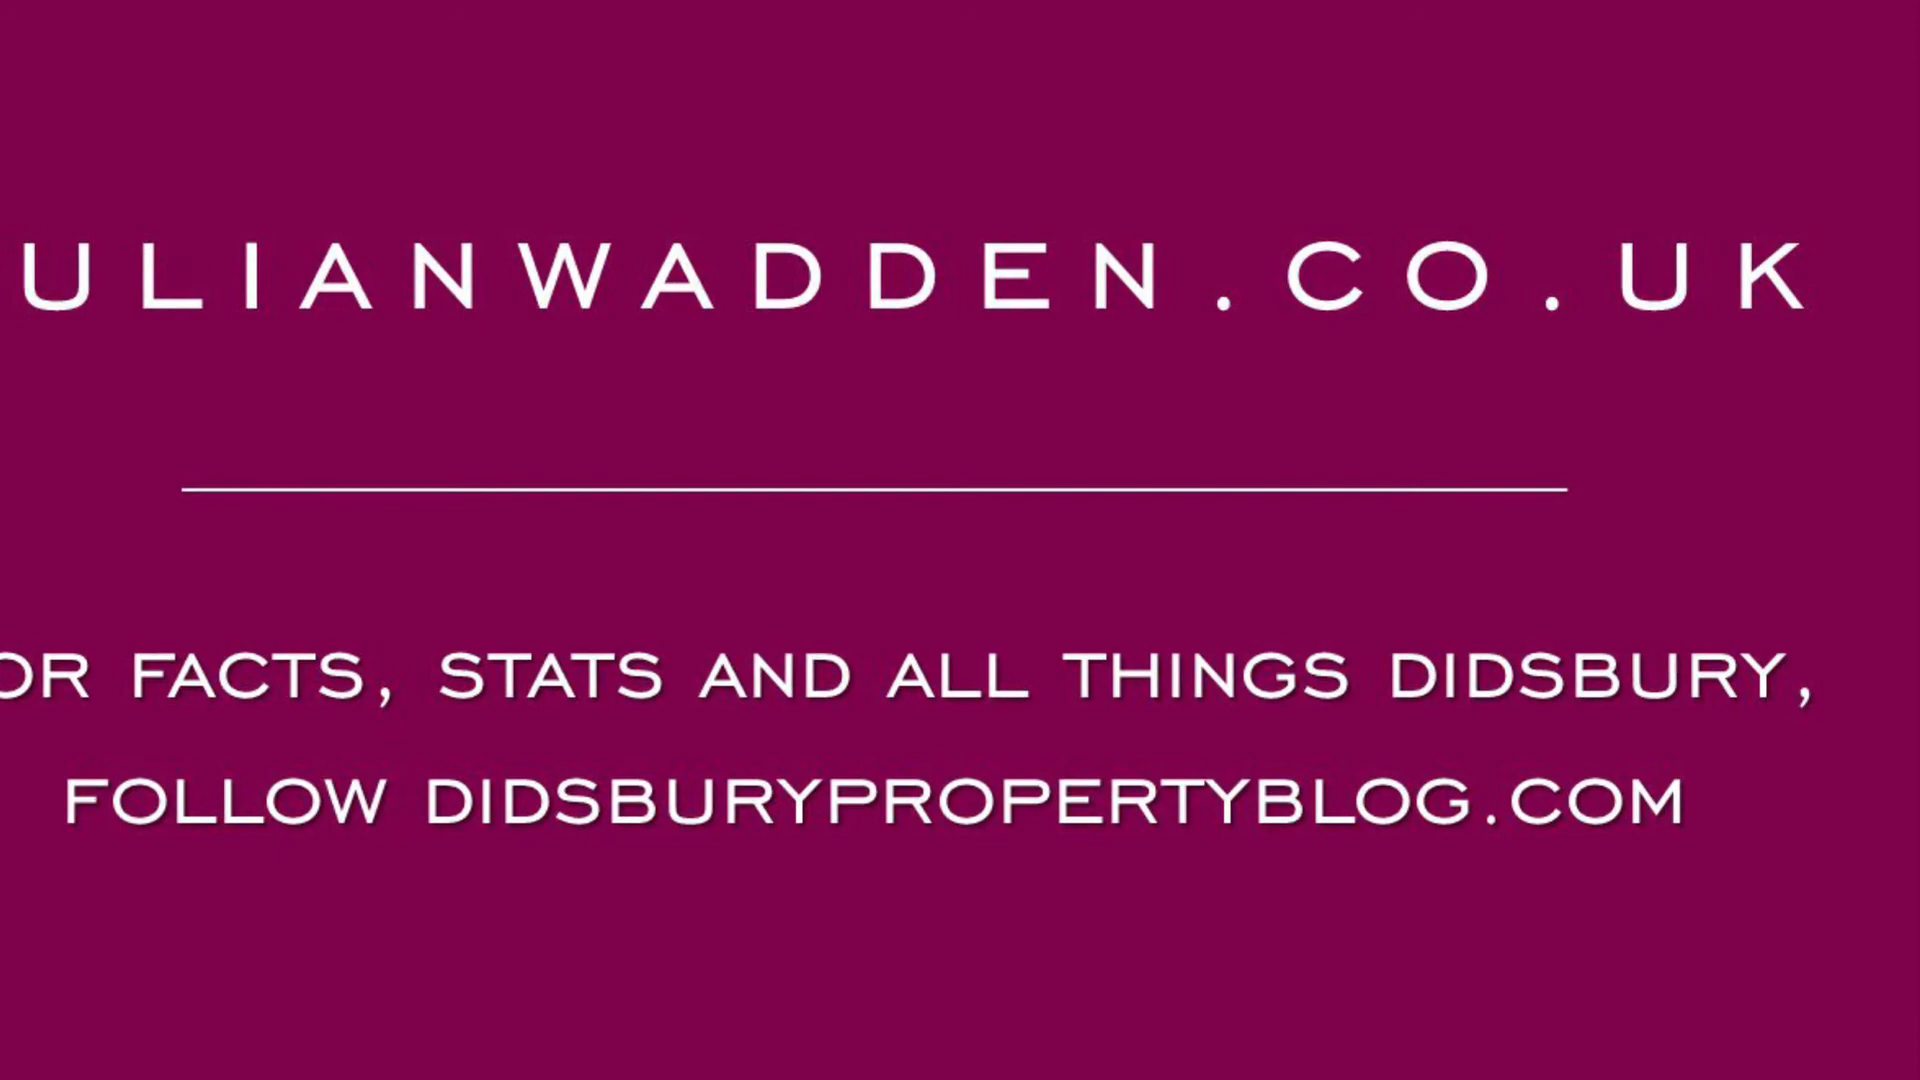 ULIANWADDEN.CO.UK
OR FACTS, STATS AND ALL THINGS DIDSBURY,
FOLLOW DIDSBURYPROPERTYBLOG.COM